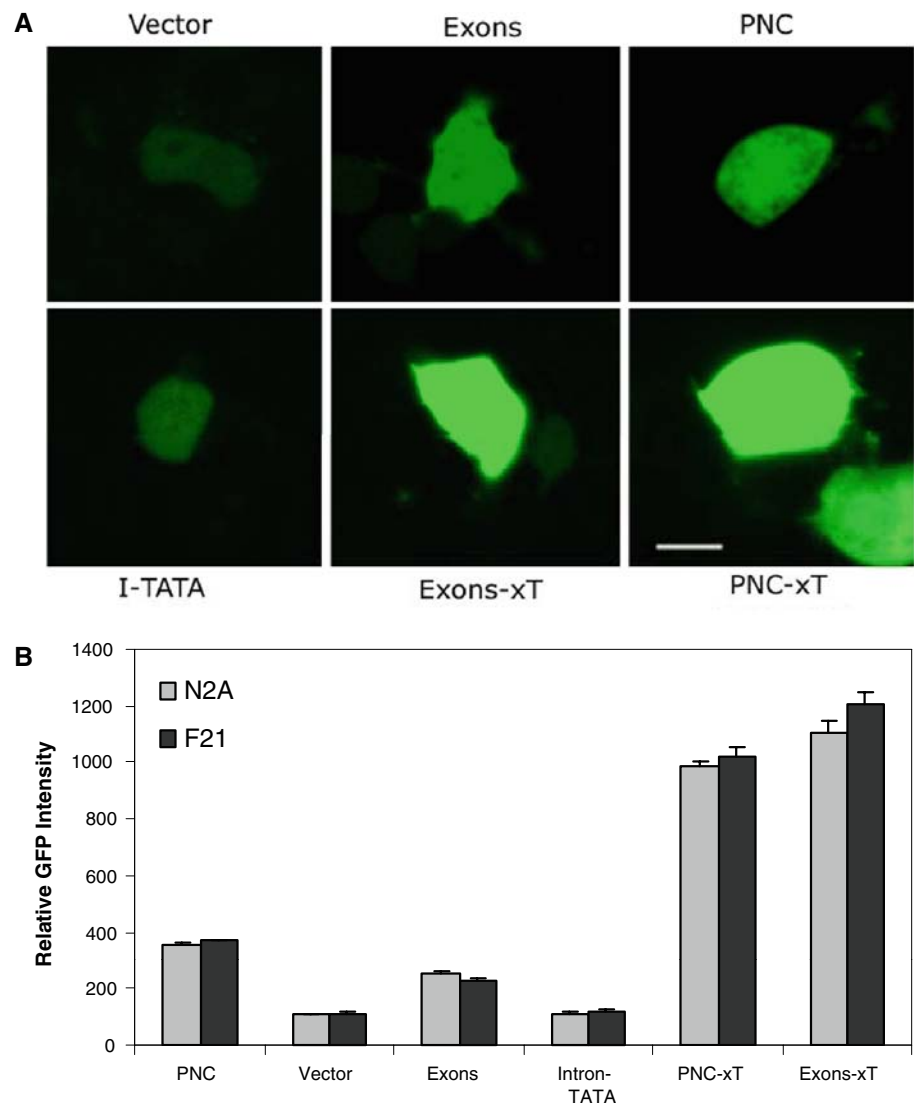 A
Vector Exons PNC
I-TATA Exons-xT PNC-xT
B
1400
1200
1000
800
600
400
200
0
Relative GFP Intensity
N2A
F21
PNC Vector Exons Intron- PNC-xT Exons-xT
TATA